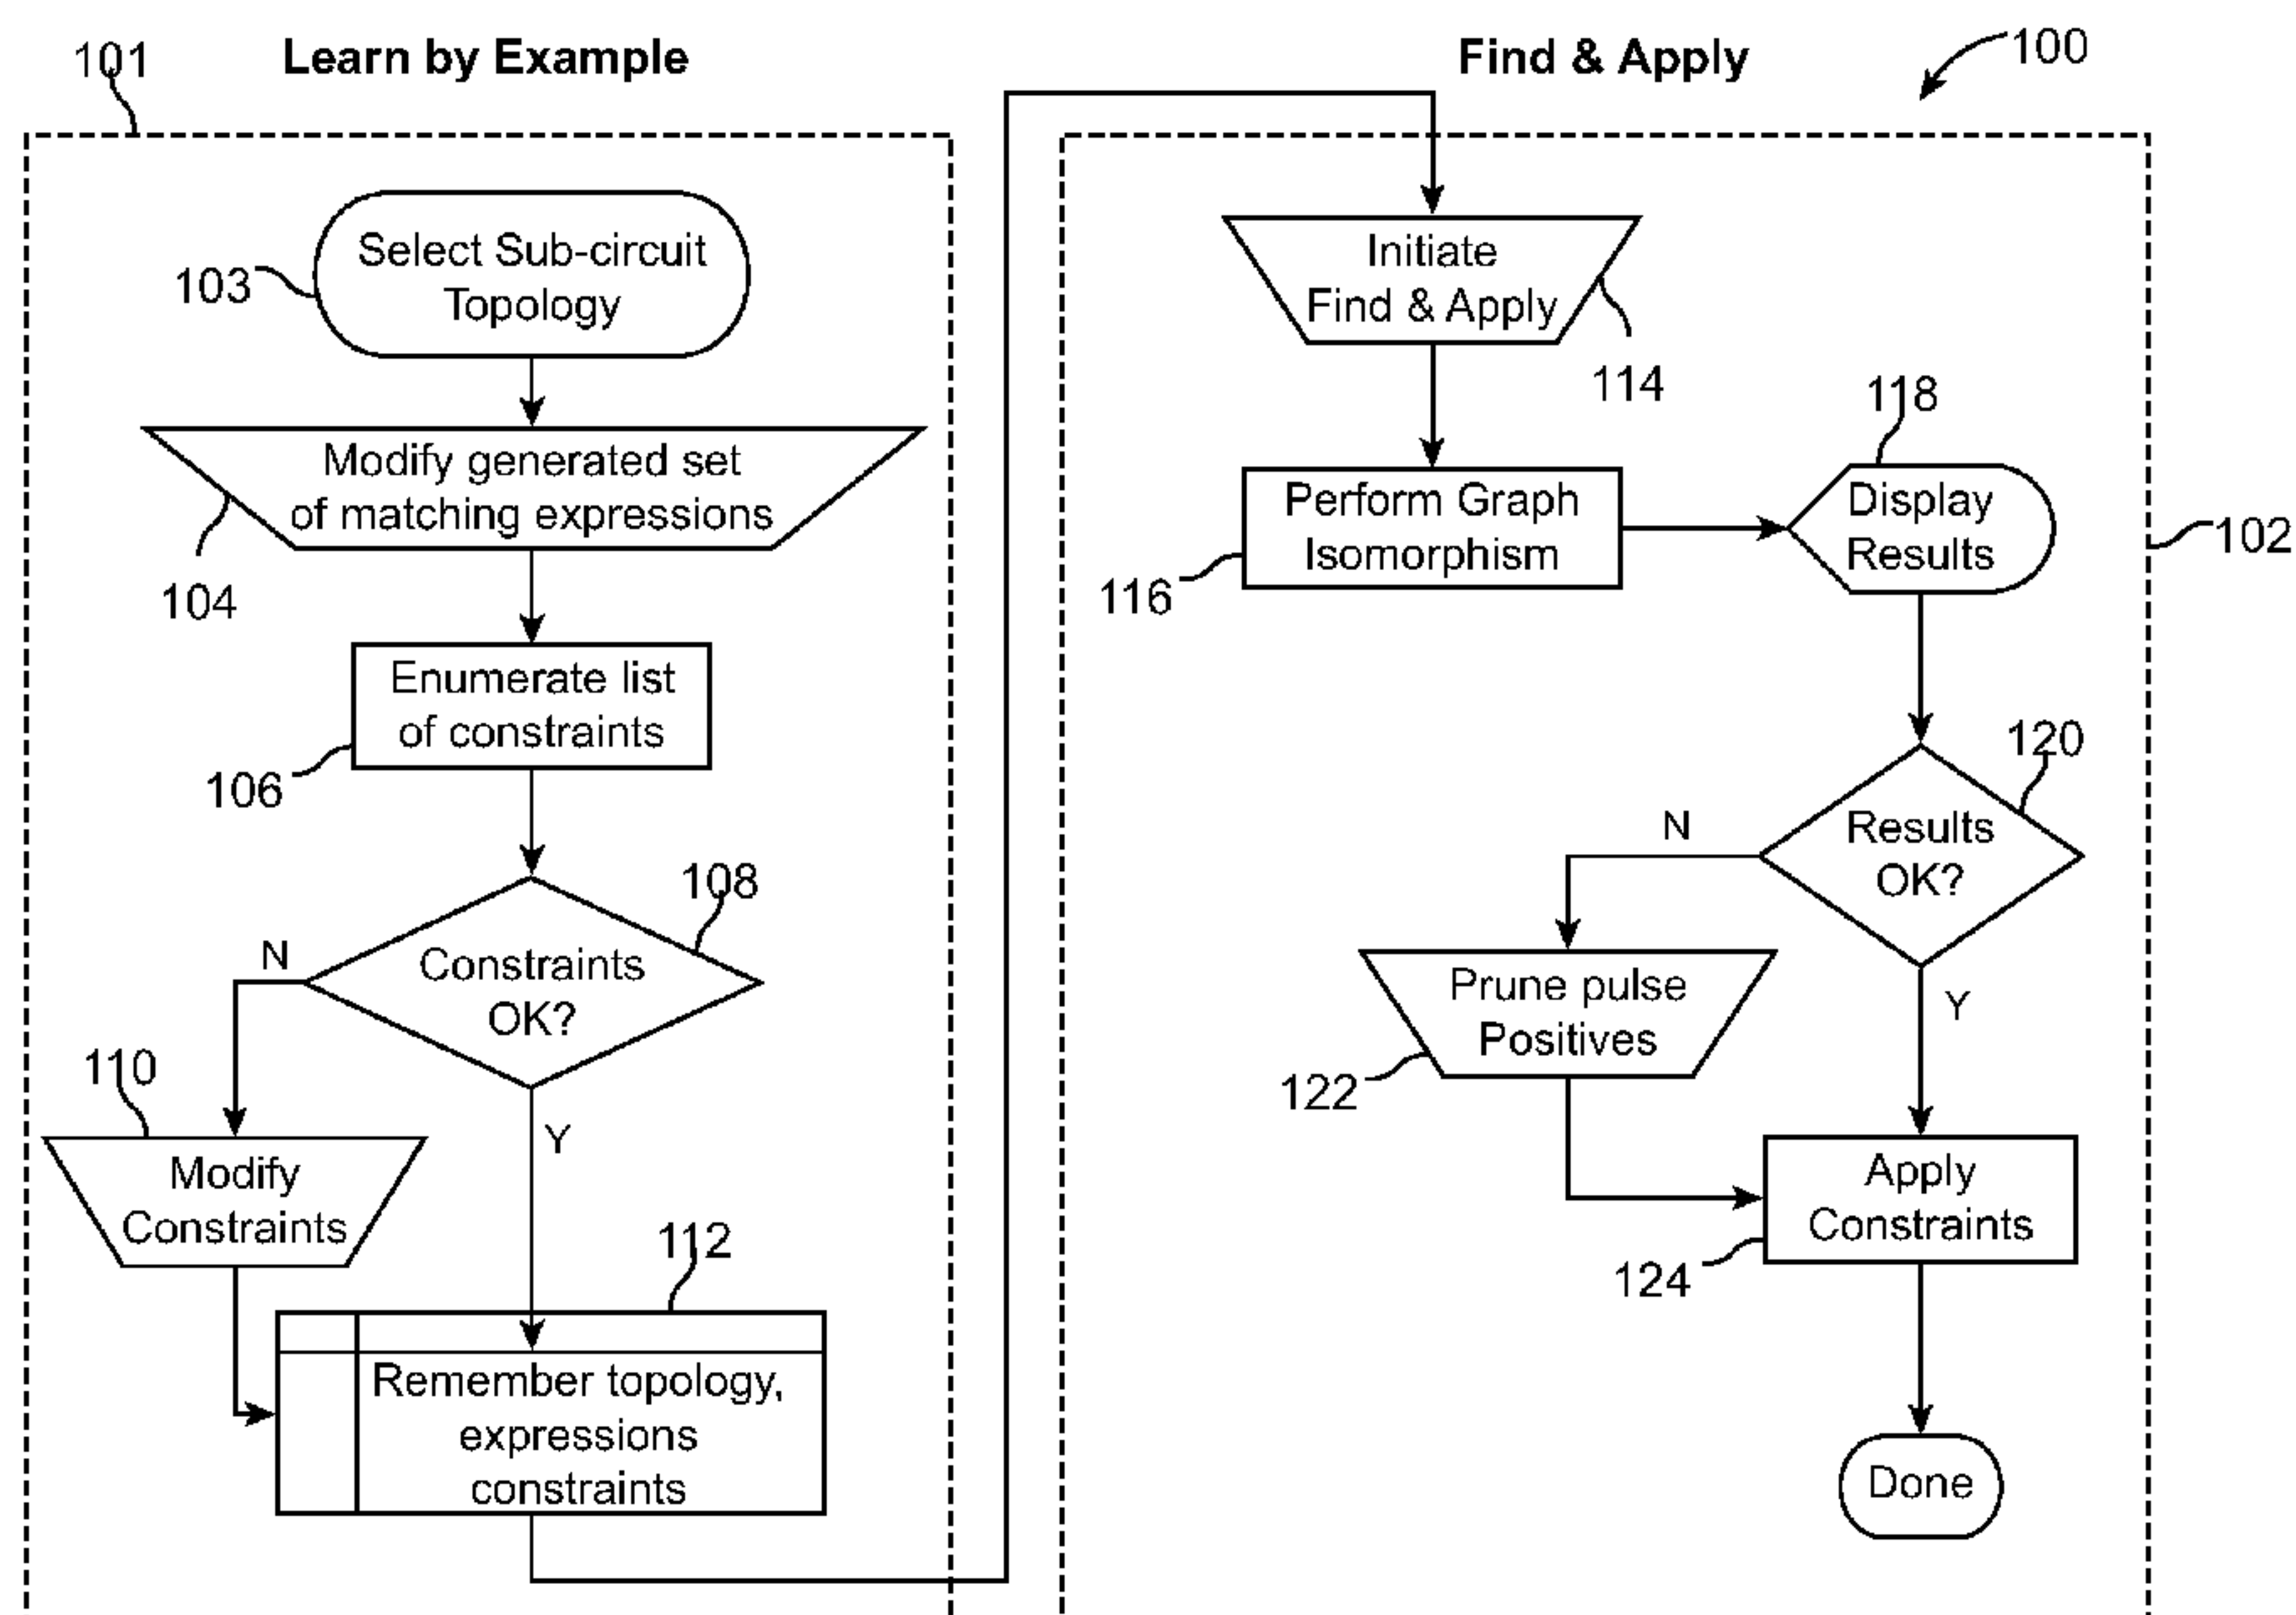 101
Learn by Example
Find & Apply
100
Select Sub-circuit
Topology
103
Modify generated set
of matching expressions
104
Enumerate list
of constraints
106
108
Constraints
OK?
N
Y
110
Modify
Constraints
112
Remember topology,
expressions
constraints
Initiate
Find & Apply
114
Perform Graph
Isomorphism
116
118
Display
Results
102
120
Results
OK?
N
Y
Prune pulse
Positives
122
Apply
Constraints
124
Done